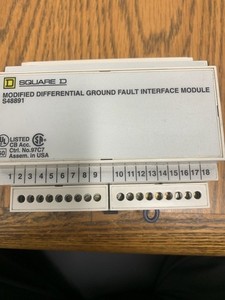 SQUARE D
MODIFIED DIFFERENTIAL GROUND FAULT INTERFACE MODULE
S48891
LISTED
CB Acc.
Ctrl. No.97C7
Assem. in USA
1 2 3 4 5 6 7 8 9 10 11 12 13 14 15 16 17 18